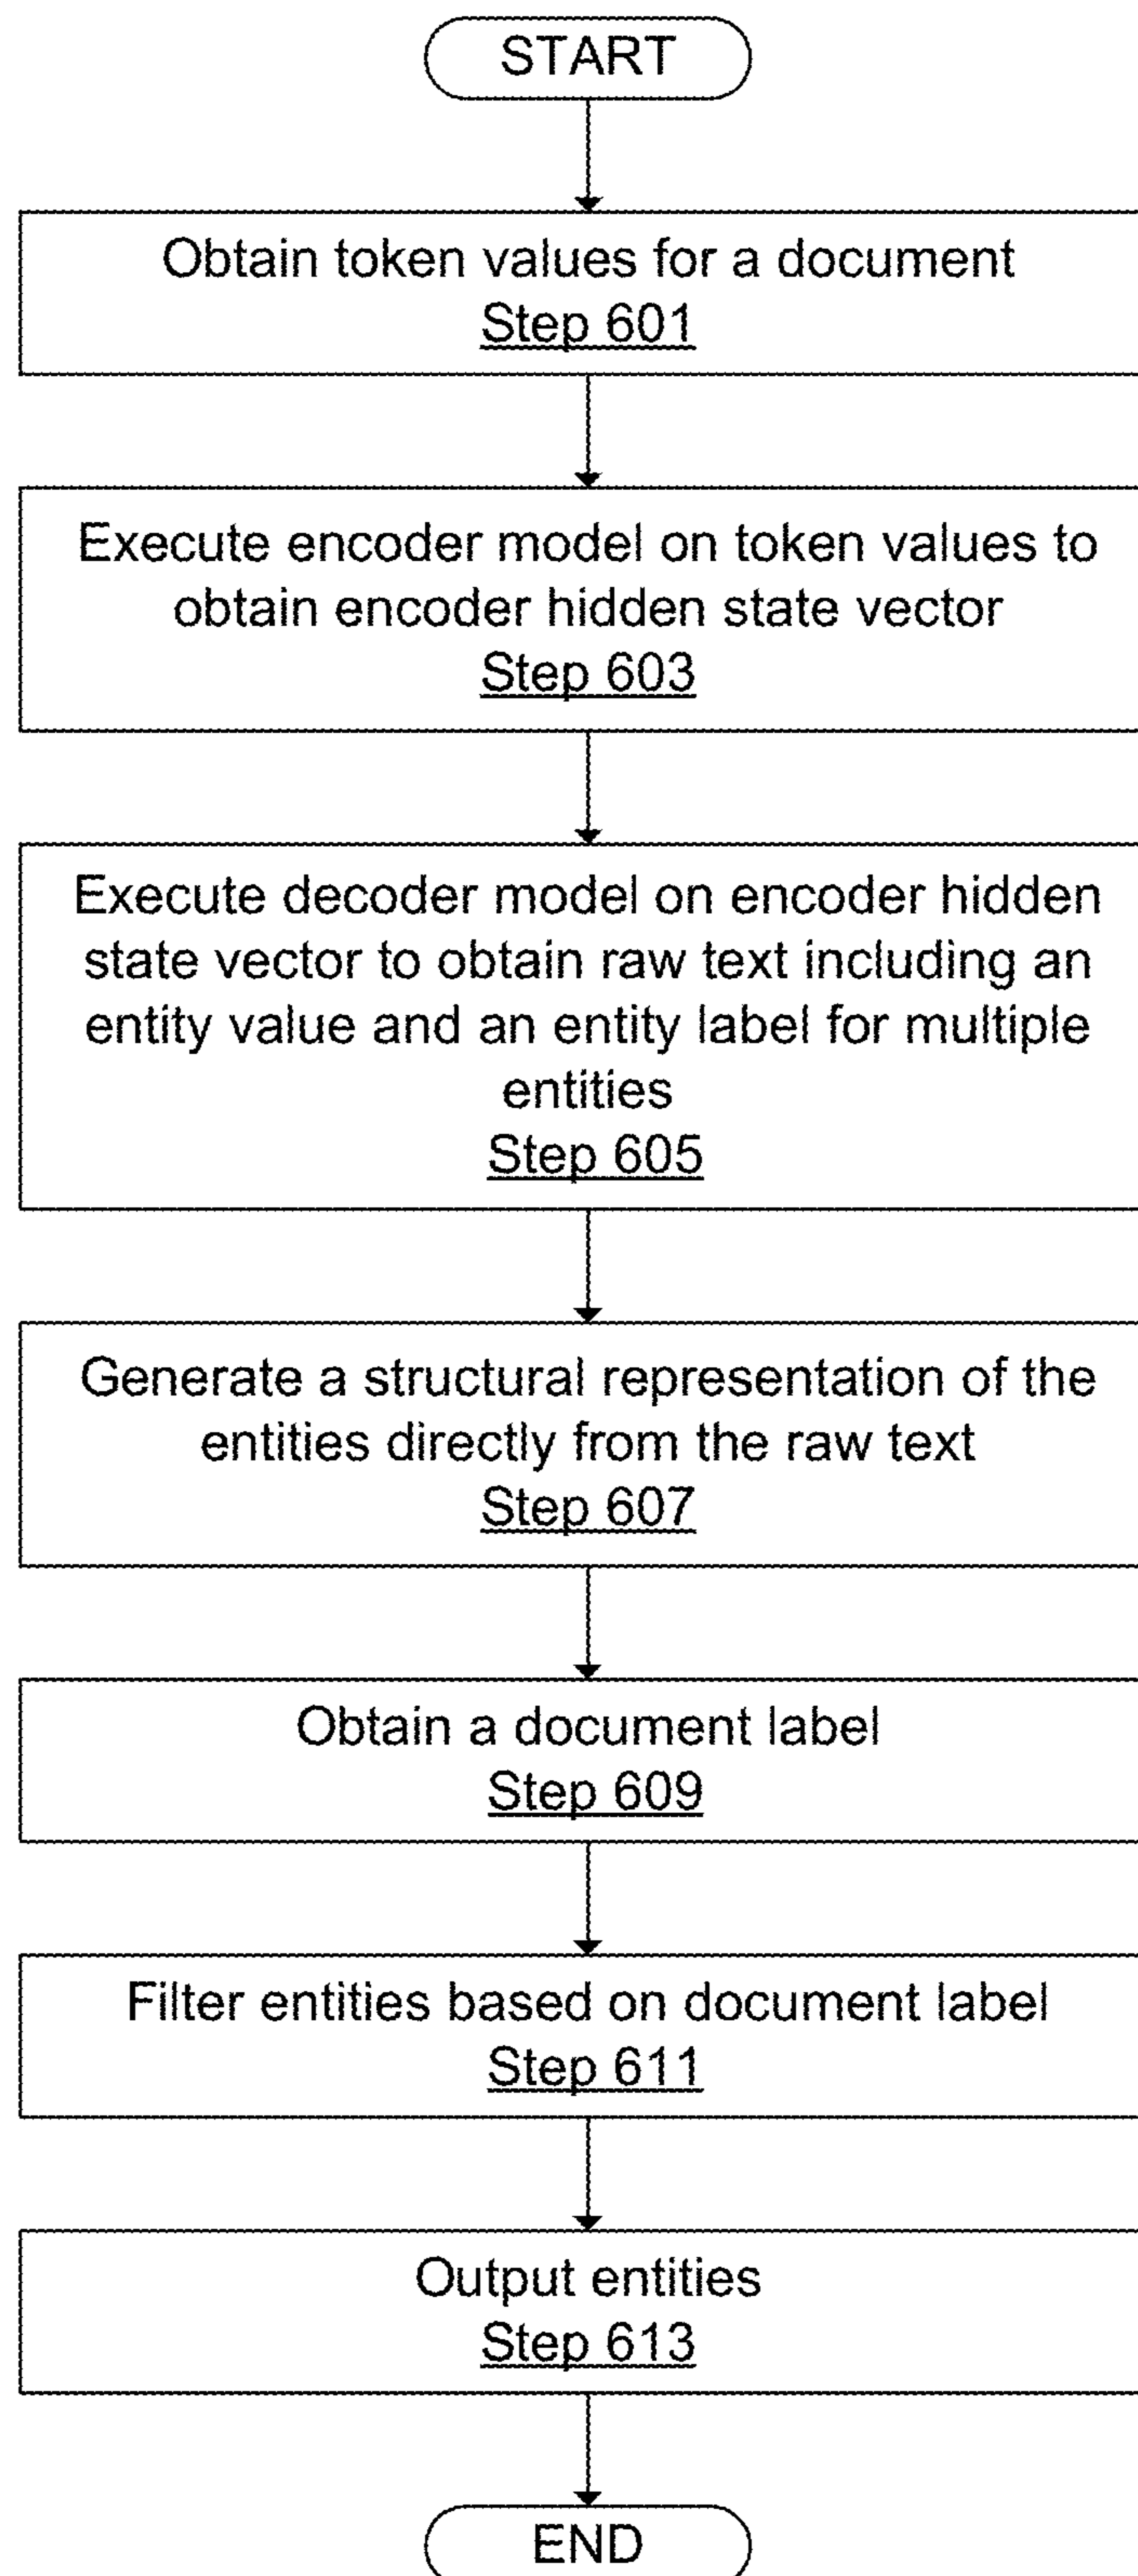 START
Obtain token values for a document
Step 601
Execute encoder model on token values to
obtain encoder hidden state vector
Step 603
Execute decoder model on encoder hidden
state vector to obtain raw text including an
entity value and an entity label for multiple
entities
Step 605
Generate a structural representation of the
entities directly from the raw text
Step 607
Obtain a document label
Step 609
Filter entities based on document label
Step 611
Output entities
Step 613
END